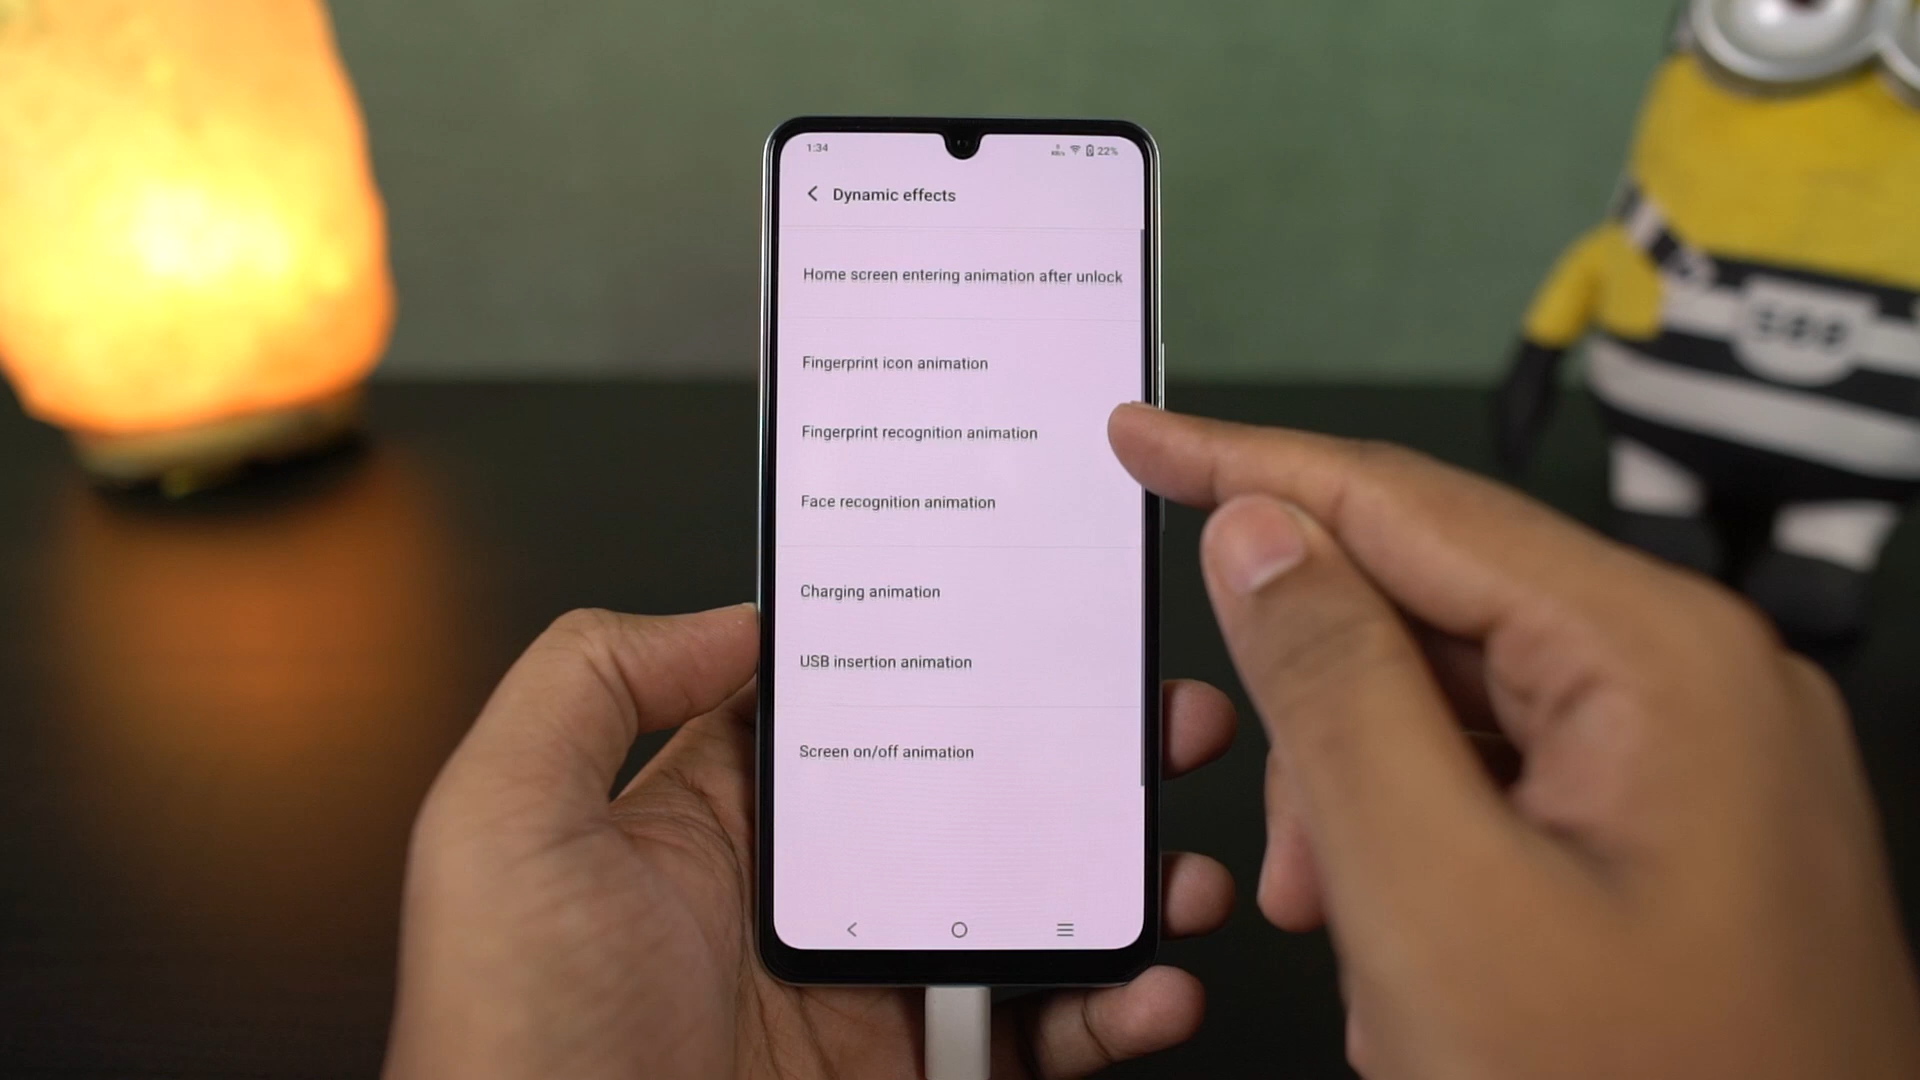 1:34
22%
Dynamic effects
Home screen entering animation after unlock
Fingerprint icon animation
Fingerprint recognition animation
Face recognition animation
Charging animation
USB insertion animation
Screen on/off animation